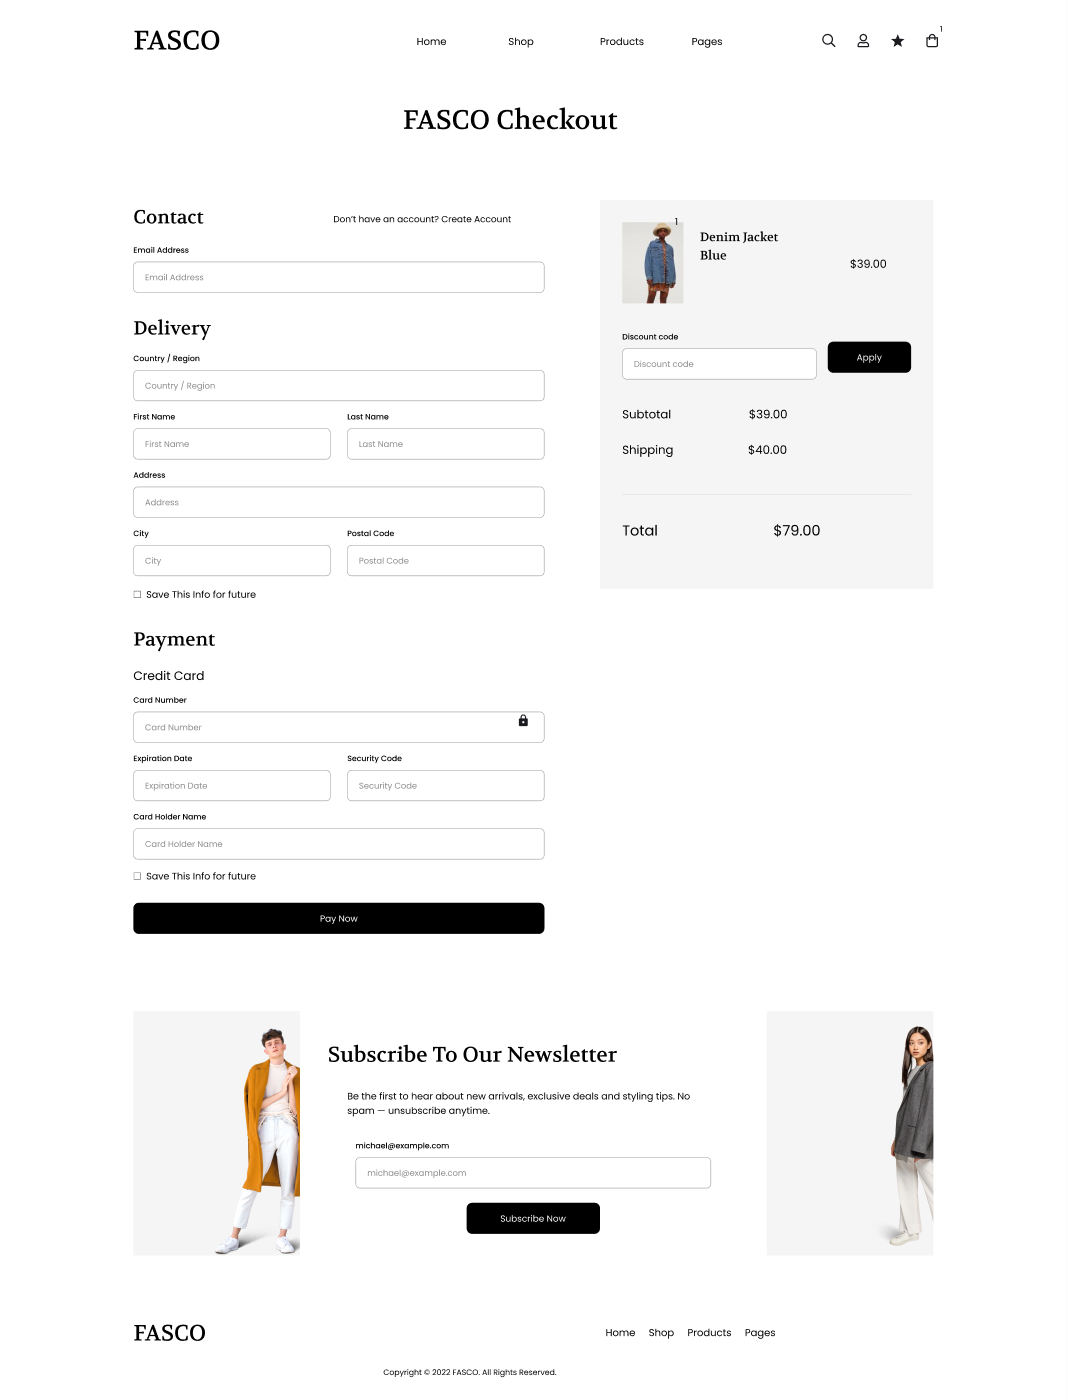 FASCO
Home
Shop
Products
Pages
1
FASCO Checkout
Contact
Don't have an account? Create Account
Email Address
Email Address
Delivery
Country / Region
Country / Region
First Name
Last Name
First Name
Last Name
Address
Address
City
Postal Code
City
Postal Code
Save This Info for future
Payment
Credit Card
Card Number
Card Number
Expiration Date
Security Code
Expiration Date
Security Code
Card Holder Name
Card Holder Name
Save This Info for future
Pay Now
1
Denim Jacket
Blue
$39.00
Discount code
Discount code
Apply
Subtotal
$39.00
Shipping
$40.00
Total
$79.00
Subscribe To Our Newsletter
Be the first to hear about new arrivals, exclusive deals and styling tips. No
spam — unsubscribe anytime.
michael@example.com
michael@example.com
Subscribe Now
FASCO
Home
Shop
Products
Pages
Copyright © 2022 FASCO. All Rights Reserved.